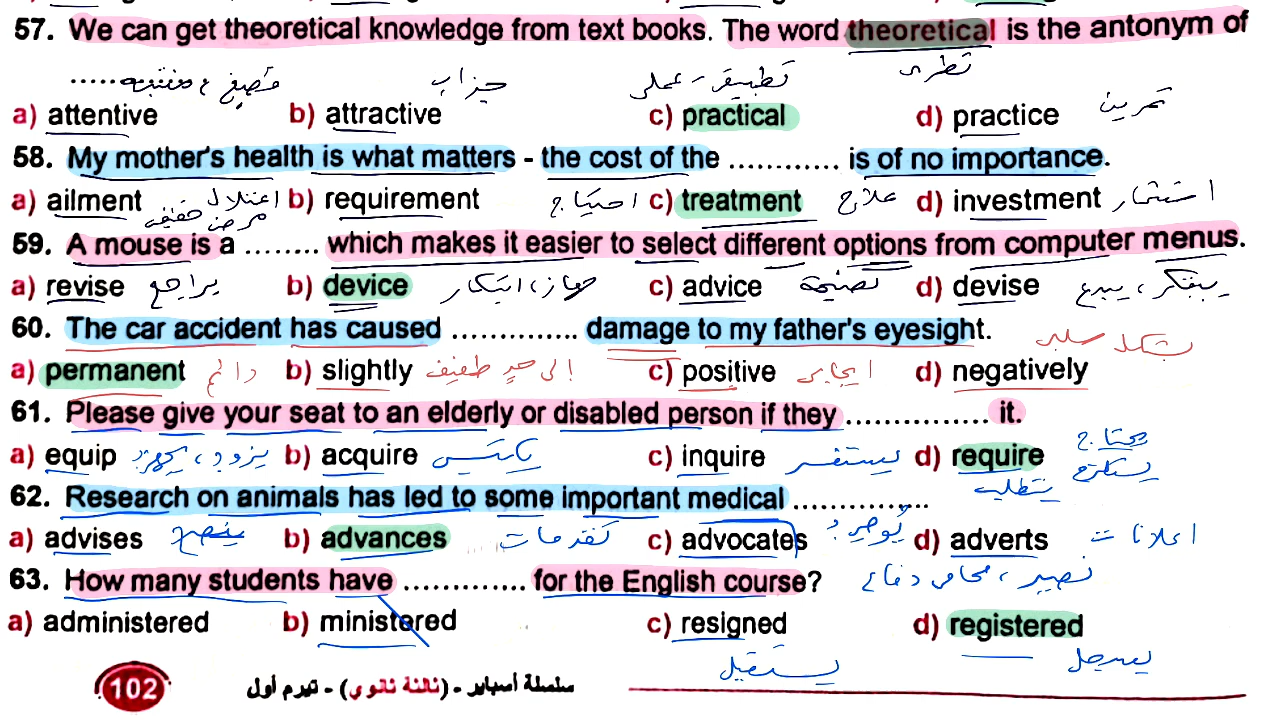 57. We can get theoretical knowledge from text books. The word theoretical is the antonym of
..... منتبه جذاب تطبيقى - عملى نظرى
a) attentive b) attractive c) practical d) practice تمرين
58. My mother's health is what matters - the cost of the ............ is of no importance.
a) ailment اعتلال b) requirement احتياج c) treatment علاج d) investment استثمار
مرض خفيف
59. A mouse is a ........ which makes it easier to select different options from computer menus.
a) revise يراجع b) device جهاز، ابتكار c) advice نصيحة d) devise يبتكر، يبدع
60. The car accident has caused .............. damage to my father's eyesight.
بشكل سلبى
a) permanent دائم b) slightly إلى حدٍ طفيف c) positive ايجابى d) negatively
61. Please give your seat to an elderly or disabled person if they ................ it.
a) equip يزود، يجهز b) acquire يكتسب c) inquire يستفسر d) require يحتاج
يتطلب يستلزم
62. Research on animals has led to some important medical ................
a) advises ينصح b) advances تقدمات c) advocates يوصى بـ d) adverts اعلانات
63. How many students have .............. for the English course? نصير، محامى دفاع
a) administered b) ministered c) resigned d) registered
يستقيل يسجل
102 سلسلة أسباير - (ثالثة ثانوي) - تيرم أول